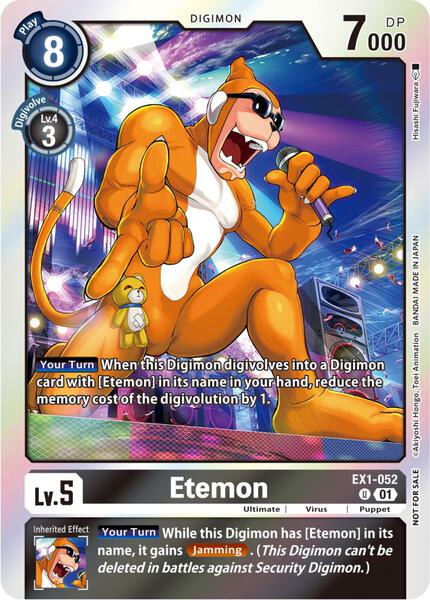 DIGIMON
Play
8
7000
DP
Digivolve
Lv.4
3
Hisashi Fujiwara
©Akiyoshi Hongo, Toei Animation BANDAI MADE IN JAPAN
NOT FOR SALE
Your Turn When this Digimon digivolves into a Digimon
card with [Etemon] in its name in your hand, reduce the
memory cost of the digivolution by 1.
Lv.5
Etemon
EX1-052
U 01
Ultimate | Virus | Puppet
Inherited Effect
Your Turn While this Digimon has [Etemon] in its
name, it gains Jamming. (This Digimon can't be
deleted in battles against Security Digimon.)